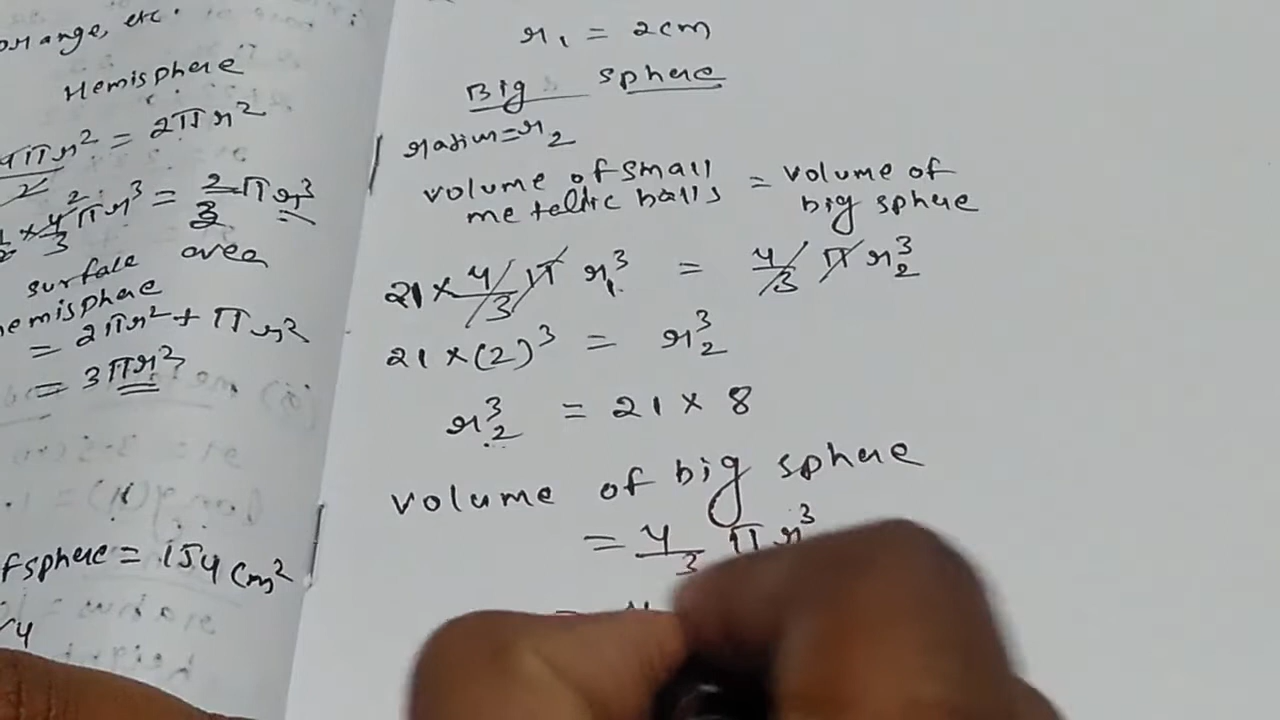 orange, etc.
Hemisphere
4πr² = 2πr²
2
½ × 4/3 πr³ = 2/3 πr³
surface area
hemisphere
= 2πr² + πr²
= 3πr²
of sphere = 154 cm²
r₁ = 2cm
Big sphere
radius = r₂
volume of small metellic balls = volume of big sphere
21 × 4/3 π r₁³ = 4/3 π r₂³
21 × (2)³ = r₂³
r₂³ = 21 × 8
volume of big sphere
= 4/3 π r³